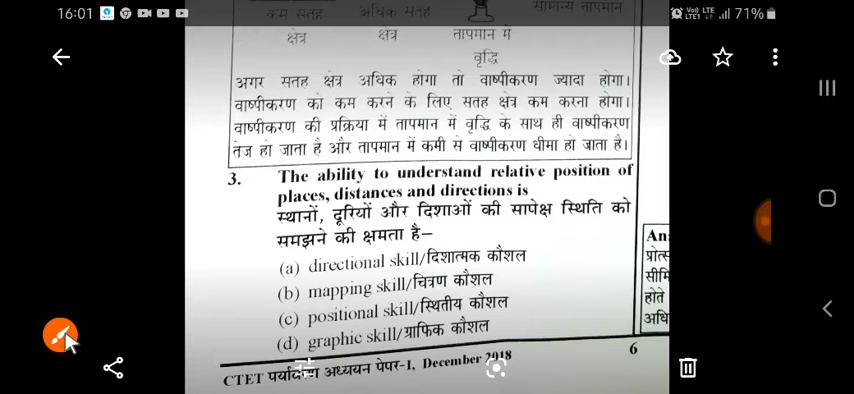 16:01
Vo) LTE
LTE1
71%
कम सतह अधिक सतह सामान्य तापमान
क्षेत्र क्षेत्र तापमान में
वृद्धि
अगर सतह क्षेत्र अधिक होगा तो वाष्पीकरण ज्यादा होगा।
वाष्पीकरण को कम करने के लिए सतह क्षेत्र कम करना होगा।
वाष्पीकरण की प्रक्रिया में तापमान में वृद्धि के साथ ही वाष्पीकरण
तेज हो जाता है और तापमान में कमी से वाष्पीकरण धीमा हो जाता है।
3. The ability to understand relative position of
places, distances and directions is
स्थानों, दूरियों और दिशाओं की सापेक्ष स्थिति को
समझने की क्षमता है–
(a) directional skill/दिशात्मक कौशल
(b) mapping skill/चित्रण कौशल
(c) positional skill/स्थितीय कौशल
(d) graphic skill/ग्राफिक कौशल
CTET पर्यावरण अध्ययन पेपर-I, December 2018
6
An
प्रोत्स
सीमि
होते
अधि